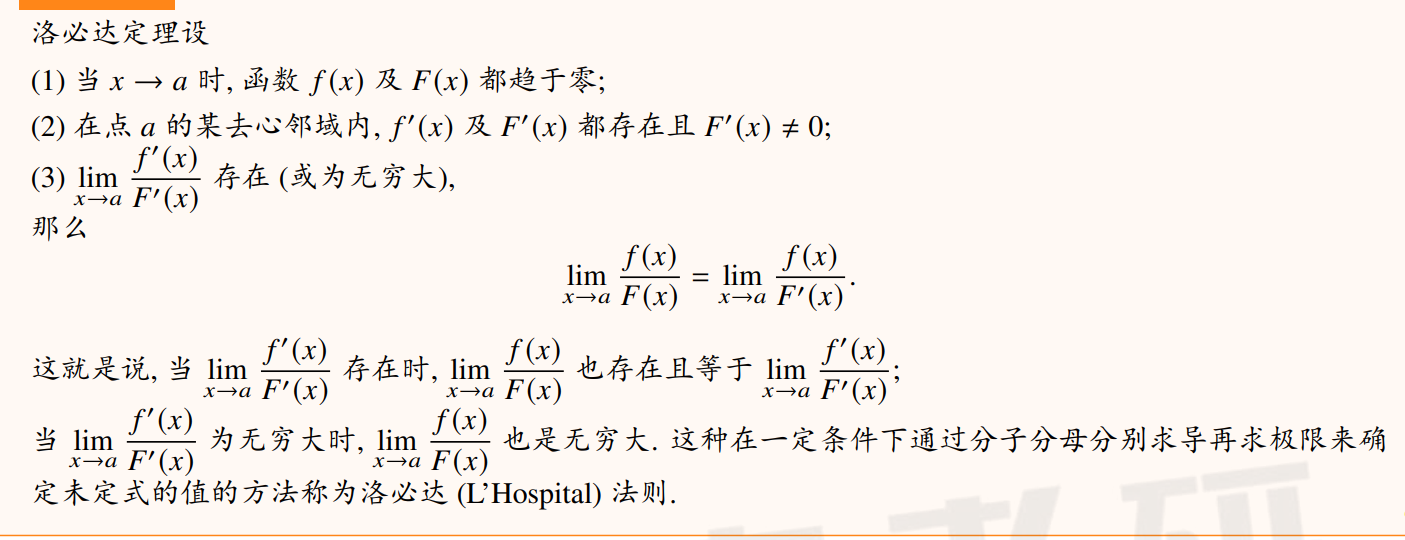 洛必达定理设
(1) 当 x → a 时, 函数 f(x) 及 F(x) 都趋于零;
(2) 在点 a 的某去心邻域内, f′(x) 及 F′(x) 都存在且 F′(x) ≠ 0;
(3) lim_{x→a} f′(x)/F′(x) 存在 (或为无穷大),
那么
lim_{x→a} f(x)/F(x) = lim_{x→a} f(x)/F′(x).
这就是说, 当 lim_{x→a} f′(x)/F′(x) 存在时, lim_{x→a} f(x)/F(x) 也存在且等于 lim_{x→a} f′(x)/F′(x);
当 lim_{x→a} f′(x)/F′(x) 为无穷大时, lim_{x→a} f(x)/F(x) 也是无穷大. 这种在一定条件下通过分子分母分别求导再求极限来确
定未定式的值的方法称为洛必达 (L’Hospital) 法则.